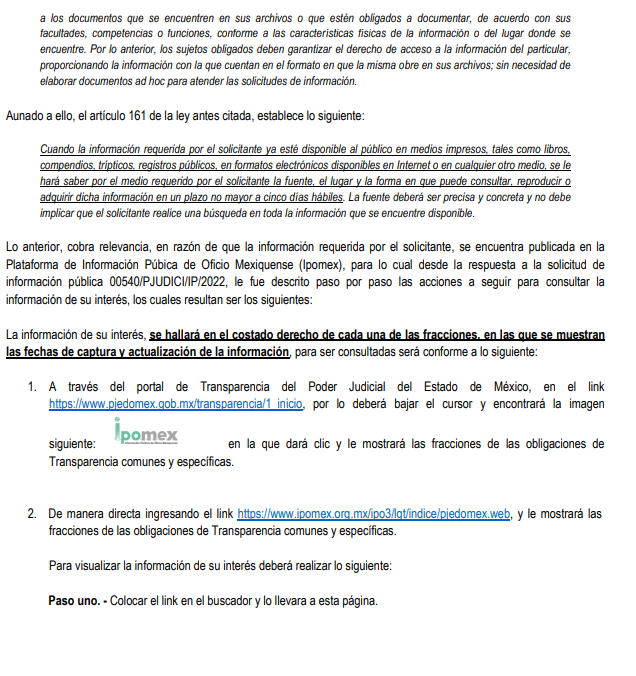 a los documentos que se encuentren en sus archivos o que estén obligados a documentar, de acuerdo con sus
facultades, competencias o funciones, conforme a las características físicas de la información o del lugar donde se
encuentre. Por lo anterior, los sujetos obligados deben garantizar el derecho de acceso a la información del particular,
proporcionando la información con la que cuentan en el formato en que la misma obre en sus archivos; sin necesidad de
elaborar documentos ad hoc para atender las solicitudes de información.
Aunado a ello, el artículo 161 de la ley antes citada, establece lo siguiente:
Cuando la información requerida por el solicitante ya esté disponible al público en medios impresos, tales como libros,
compendios, trípticos, registros públicos, en formatos electrónicos disponibles en Internet o en cualquier otro medio, se le
hará saber por el medio requerido por el solicitante la fuente, el lugar y la forma en que puede consultar, reproducir o
adquirir dicha información en un plazo no mayor a cinco días hábiles. La fuente deberá ser precisa y concreta y no debe
implicar que el solicitante realice una búsqueda en toda la información que se encuentre disponible.
Lo anterior, cobra relevancia, en razón de que la información requerida por el solicitante, se encuentra publicada en la
Plataforma de Información Púbica de Oficio Mexiquense (Ipomex), para lo cual desde la respuesta a la solicitud de
información pública 00540/PJUDICI/IP/2022, le fue descrito paso por paso las acciones a seguir para consultar la
información de su interés, los cuales resultan ser los siguientes:
La información de su interés, se hallará en el costado derecho de cada una de las fracciones, en las que se muestran
las fechas de captura y actualización de la información, para ser consultadas será conforme a lo siguiente:
1. A través del portal de Transparencia del Poder Judicial del Estado de México, en el link
https://www.pjedomex.gob.mx/transparencia/1_inicio, por lo deberá bajar el cursor y encontrará la imagen
siguiente: ipomex en la que dará clic y le mostrará las fracciones de las obligaciones de
Transparencia comunes y específicas.
2. De manera directa ingresando el link https://www.ipomex.org.mx/ipo3/lgt/indice/pjedomex.web, y le mostrará las
fracciones de las obligaciones de Transparencia comunes y específicas.
Para visualizar la información de su interés deberá realizar lo siguiente:
Paso uno. - Colocar el link en el buscador y lo llevara a esta página.